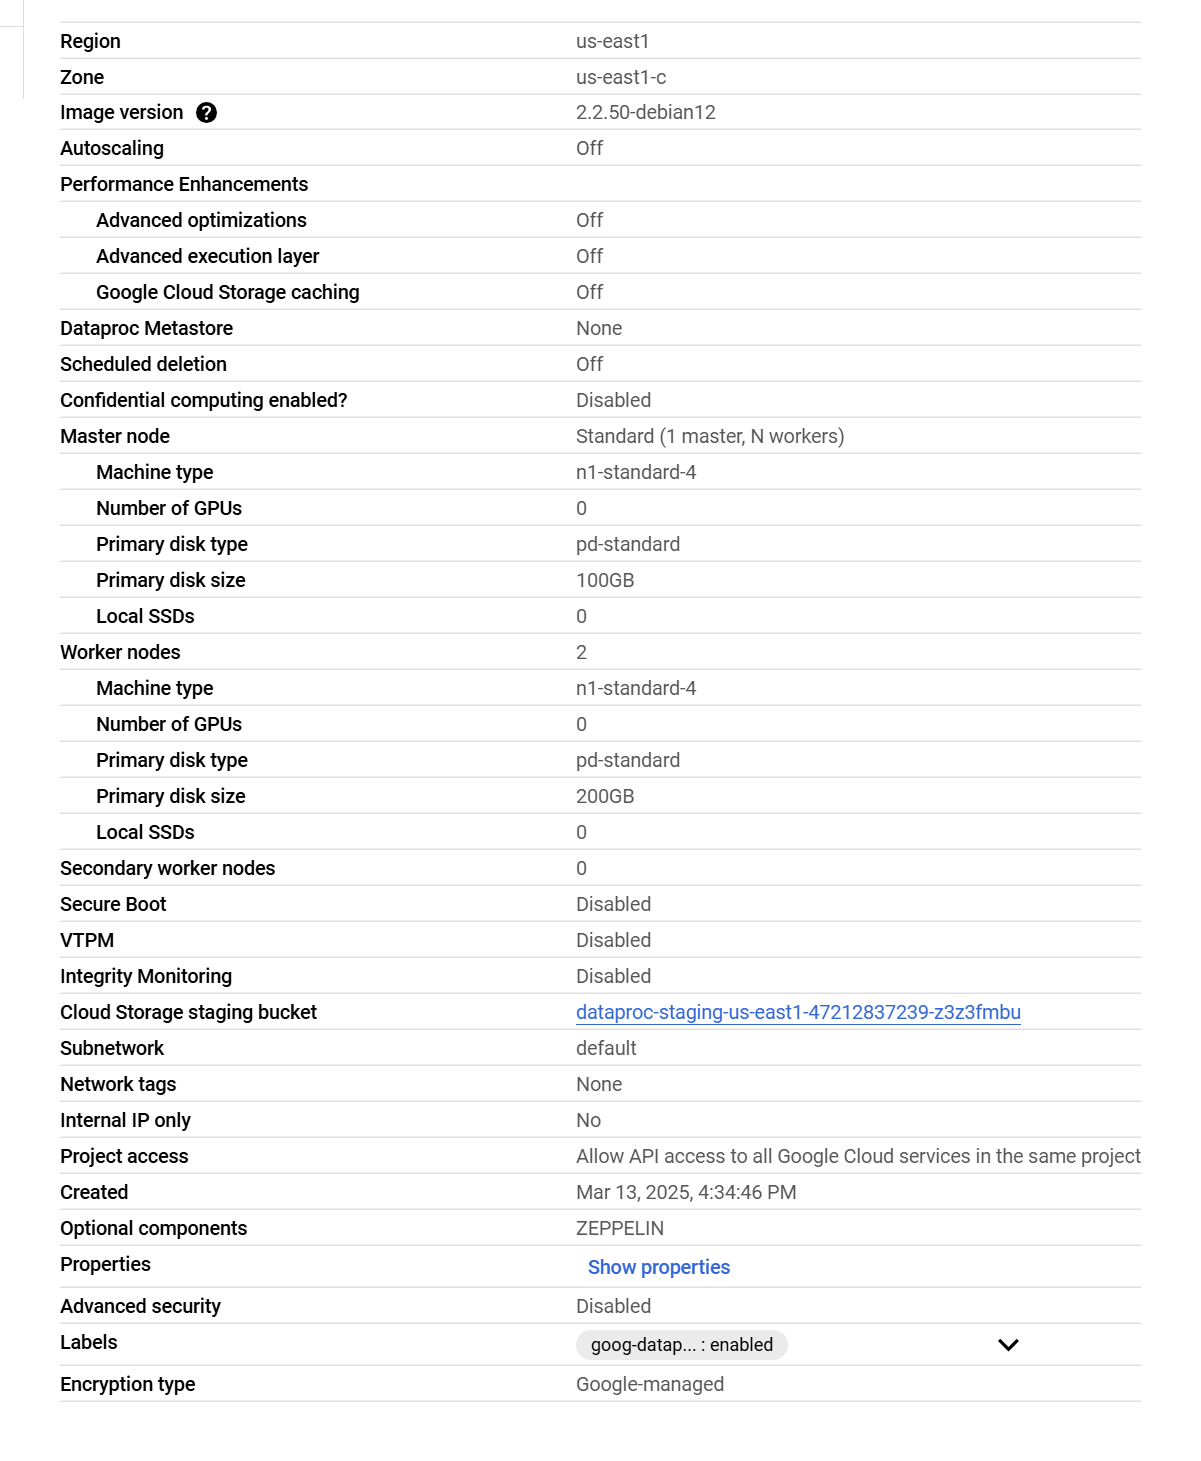 Region us-east1
Zone us-east1-c
Image version ? 2.2.50-debian12
Autoscaling Off
Performance Enhancements
Advanced optimizations Off
Advanced execution layer Off
Google Cloud Storage caching Off
Dataproc Metastore None
Scheduled deletion Off
Confidential computing enabled? Disabled
Master node Standard (1 master, N workers)
Machine type n1-standard-4
Number of GPUs 0
Primary disk type pd-standard
Primary disk size 100GB
Local SSDs 0
Worker nodes 2
Machine type n1-standard-4
Number of GPUs 0
Primary disk type pd-standard
Primary disk size 200GB
Local SSDs 0
Secondary worker nodes 0
Secure Boot Disabled
VTPM Disabled
Integrity Monitoring Disabled
Cloud Storage staging bucket dataproc-staging-us-east1-47212837239-z3z3fmbu
Subnetwork default
Network tags None
Internal IP only No
Project access Allow API access to all Google Cloud services in the same project
Created Mar 13, 2025, 4:34:46 PM
Optional components ZEPPELIN
Properties Show properties
Advanced security Disabled
Labels goog-datap... : enabled
Encryption type Google-managed